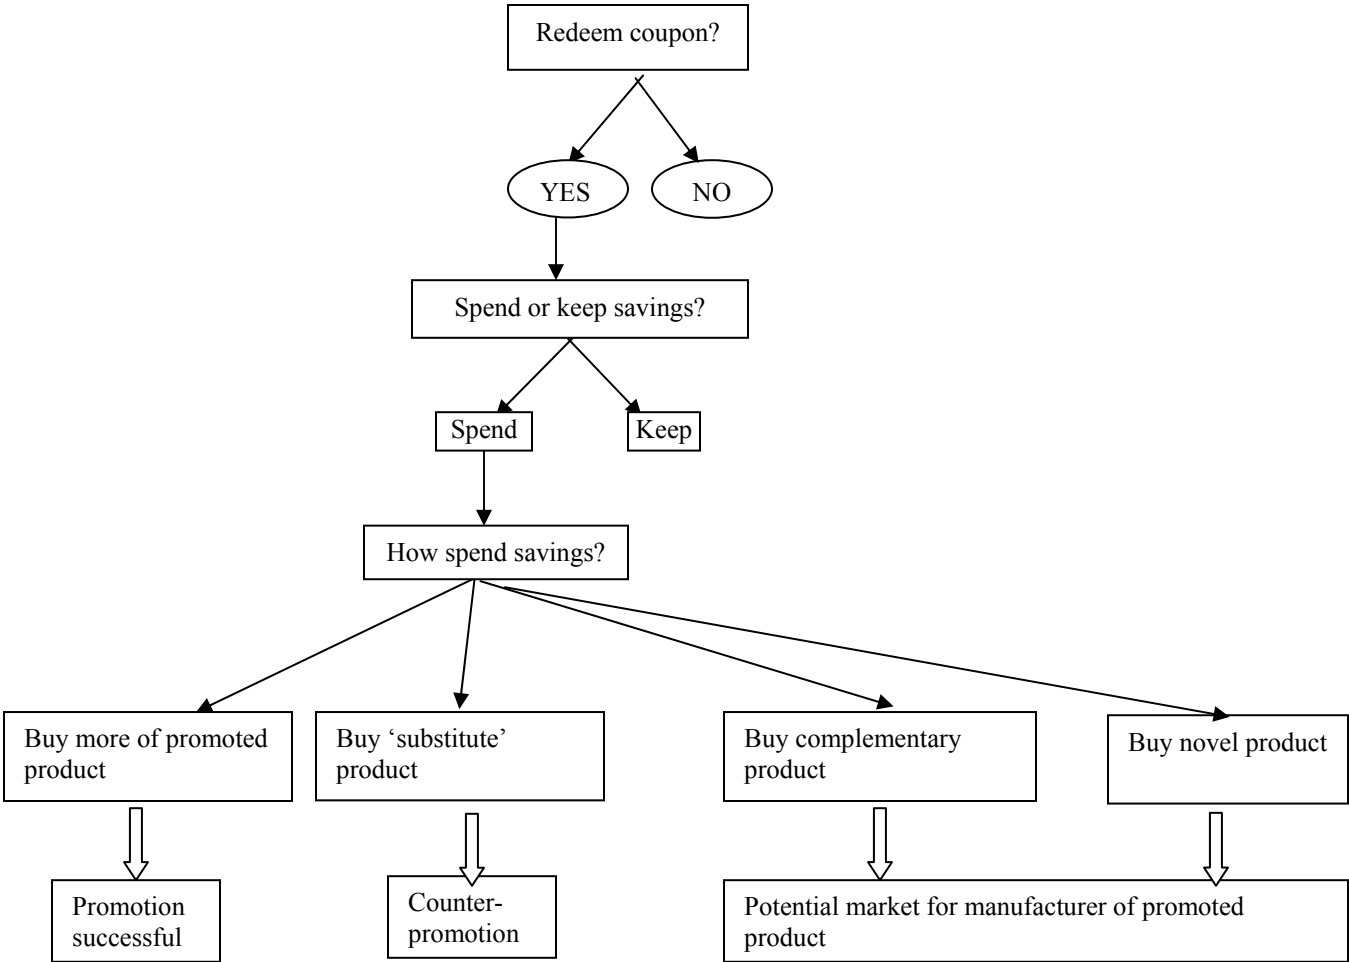 Redeem coupon?
YES
NO
Spend or keep savings?
Spend
Keep
How spend savings?
Buy more of promoted
product
Buy ‘substitute’
product
Buy complementary
product
Buy novel product
Promotion
successful
Counter-
promotion
Potential market for manufacturer of promoted
product